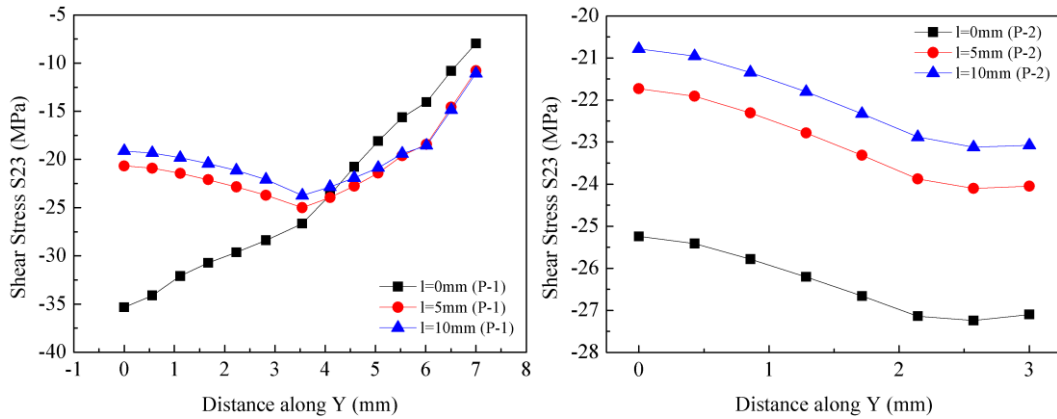 -5
-10
-15
-20
-25
-30
-35
-40
-1 0 1 2 3 4 5 6 7 8
Shear Stress S23 (MPa)
Distance along Y (mm)
l=0mm (P-1)
l=5mm (P-1)
l=10mm (P-1)
-20
-21
-22
-23
-24
-25
-26
-27
-28
0 1 2 3
Shear Stress S23 (MPa)
Distance along Y (mm)
l=0mm (P-2)
l=5mm (P-2)
l=10mm (P-2)